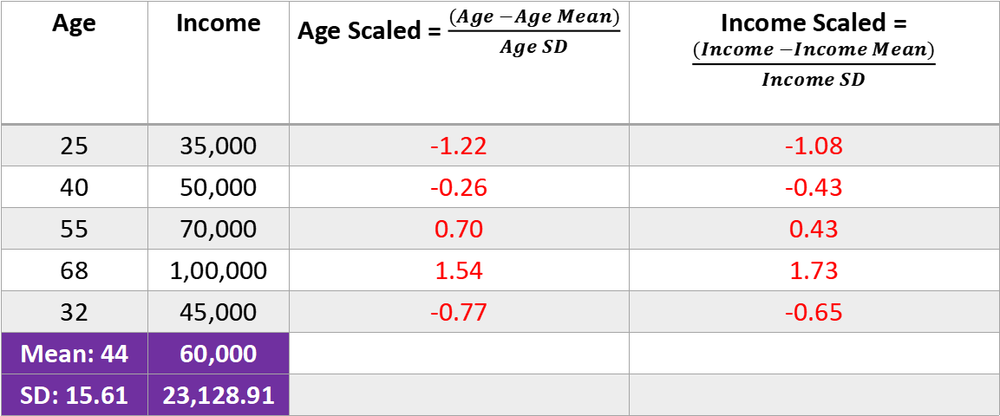 Age Income Age Scaled = (Age −Age Mean) / Age SD Income Scaled = (Income −Income Mean) / Income SD
25 35,000 -1.22 -1.08
40 50,000 -0.26 -0.43
55 70,000 0.70 0.43
68 1,00,000 1.54 1.73
32 45,000 -0.77 -0.65
Mean: 44 60,000
SD: 15.61 23,128.91